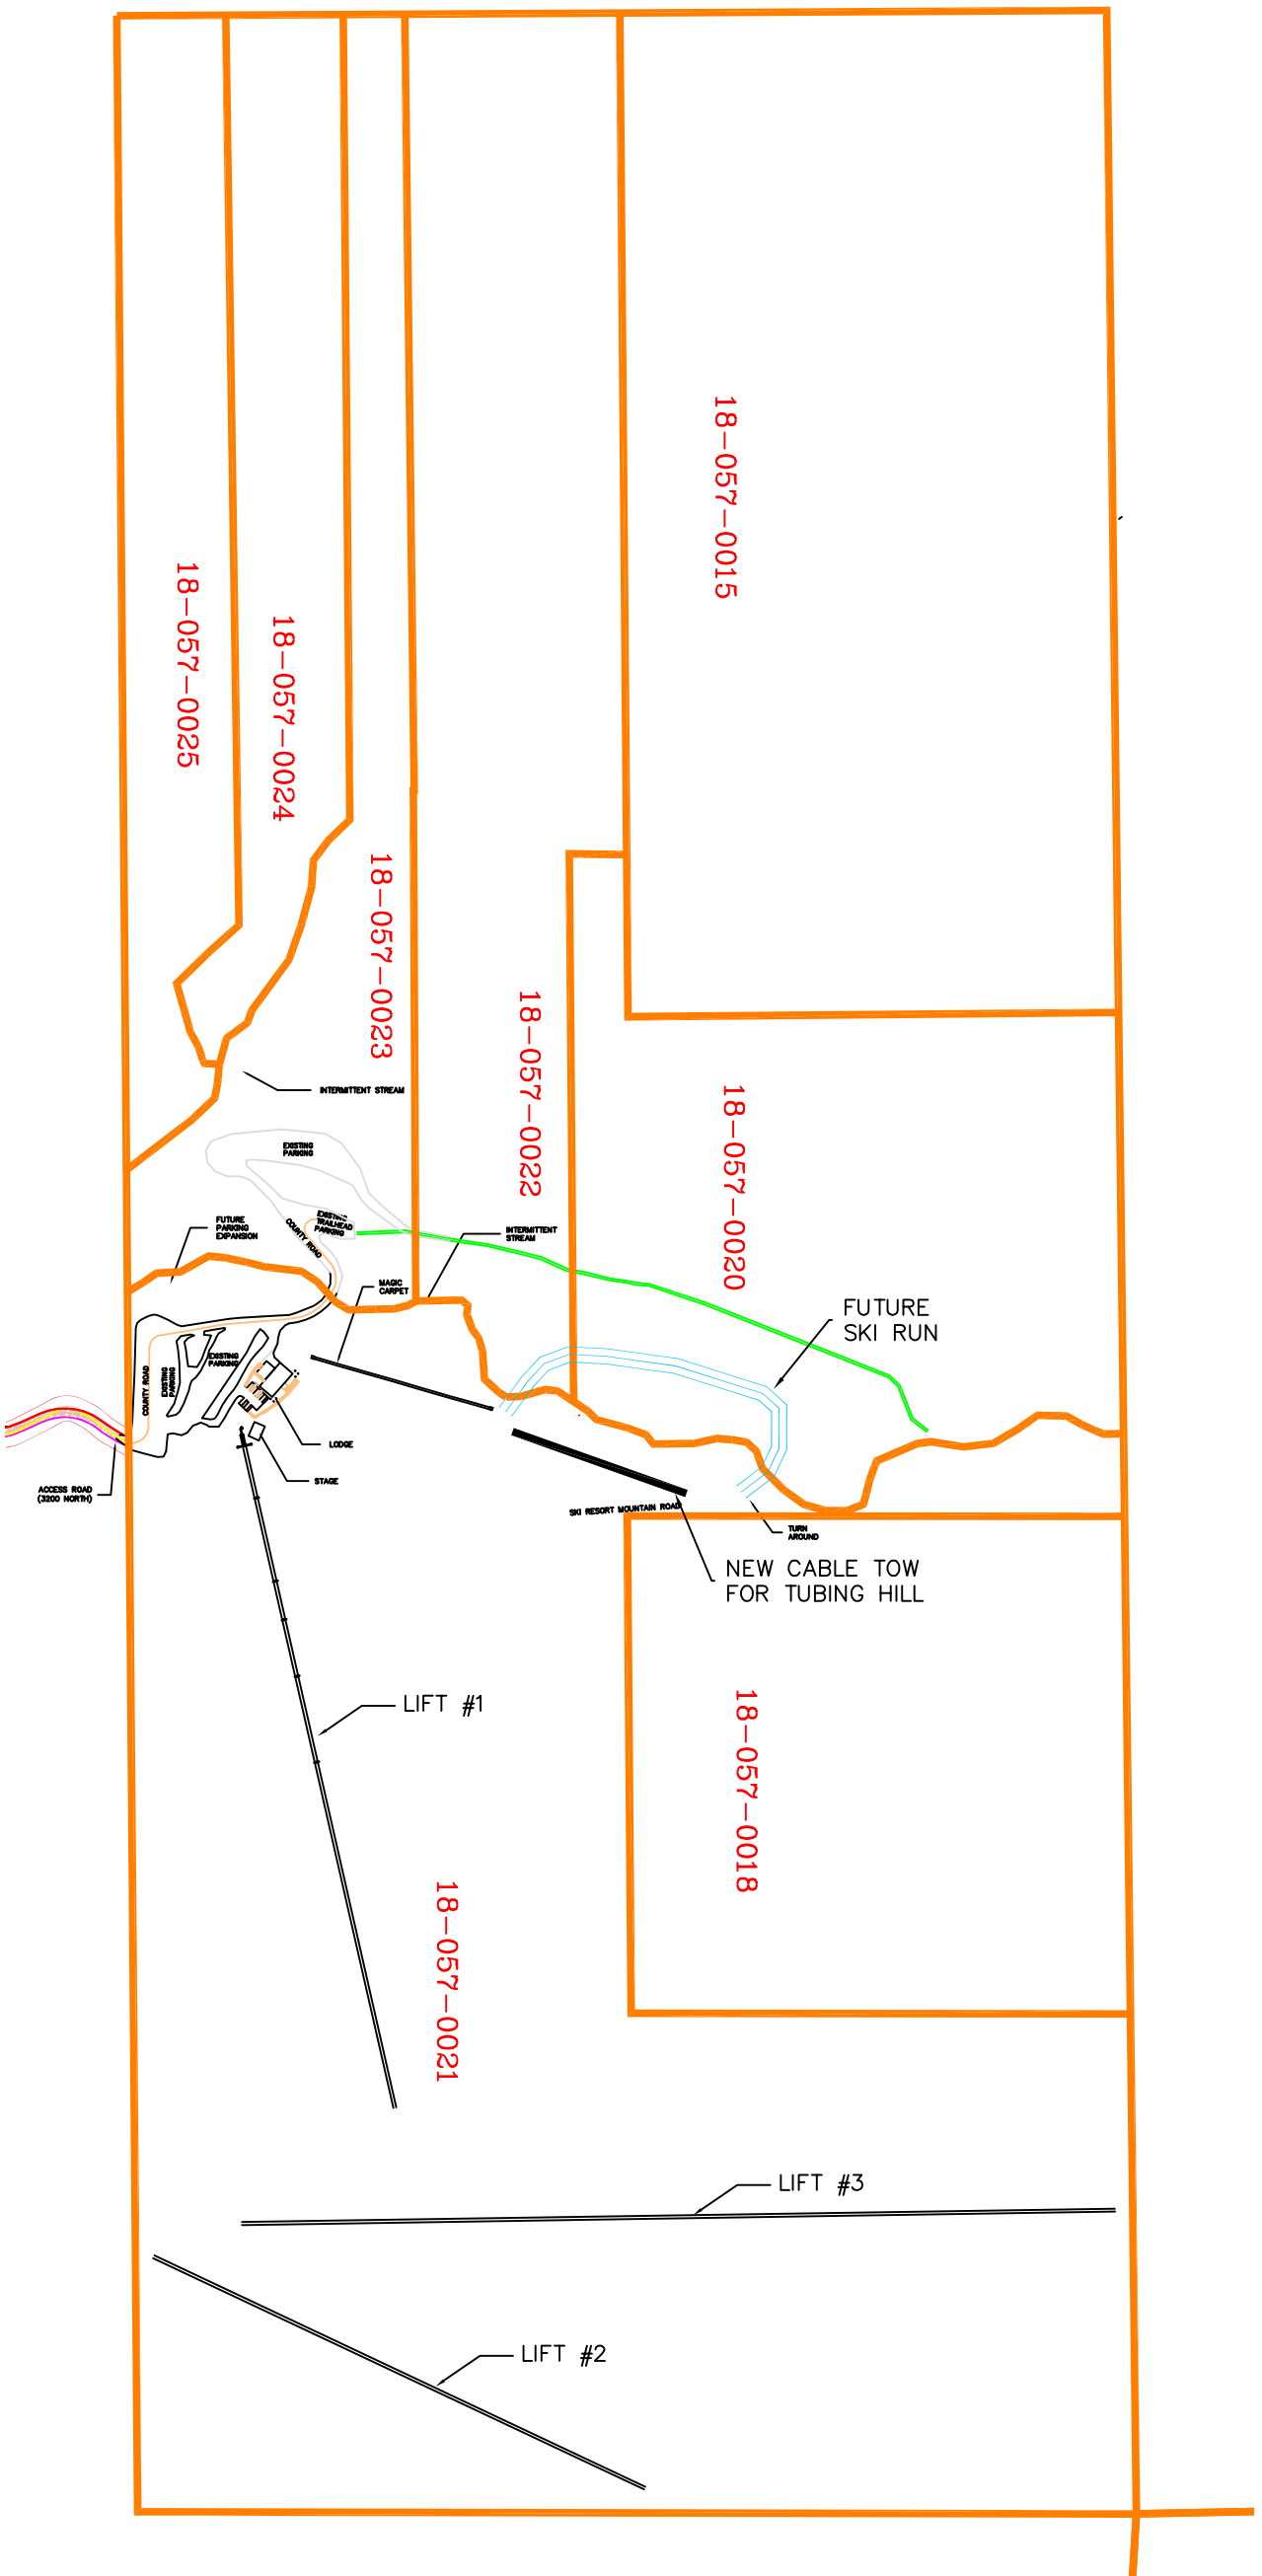 18-057-0015
18-057-0025
18-057-0024
18-057-0023
18-057-0022
18-057-0020
INTERMITTENT STREAM
EXISTING
PARKING
EXISTING
TRAILHEAD
PARKING
COUNTY ROAD
FUTURE
PARKING
EXPANSION
INTERMITTENT
STREAM
MAGIC
CARPET
FUTURE
SKI RUN
EXISTING
PARKING
EXISTING
PARKING
COUNTY ROAD
LODGE
STAGE
ACCESS ROAD
(3200 NORTH)
SKI RESORT MOUNTAIN ROAD
TURN
AROUND
NEW CABLE TOW
FOR TUBING HILL
LIFT #1
18-057-0018
18-057-0021
LIFT #3
LIFT #2